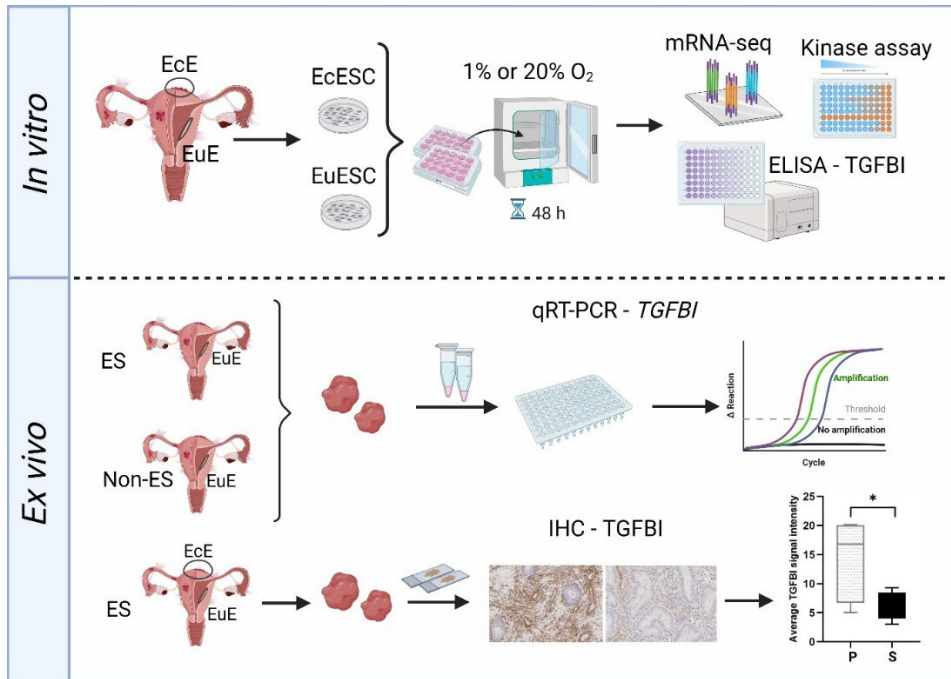 In vitro
EcE
EuE
EcESC
EuESC
1% or 20% O₂
48 h
mRNA-seq
Kinase assay
ELISA - TGFBI
Ex vivo
ES
EuE
Non-ES
EuE
qRT-PCR - TGFBI
Δ Reaction
Amplification
Threshold
No amplification
Cycle
EcE
ES
EuE
IHC - TGFBI
Average TGFBI signal intensity
25
20
15
10
5
0
*
P
S